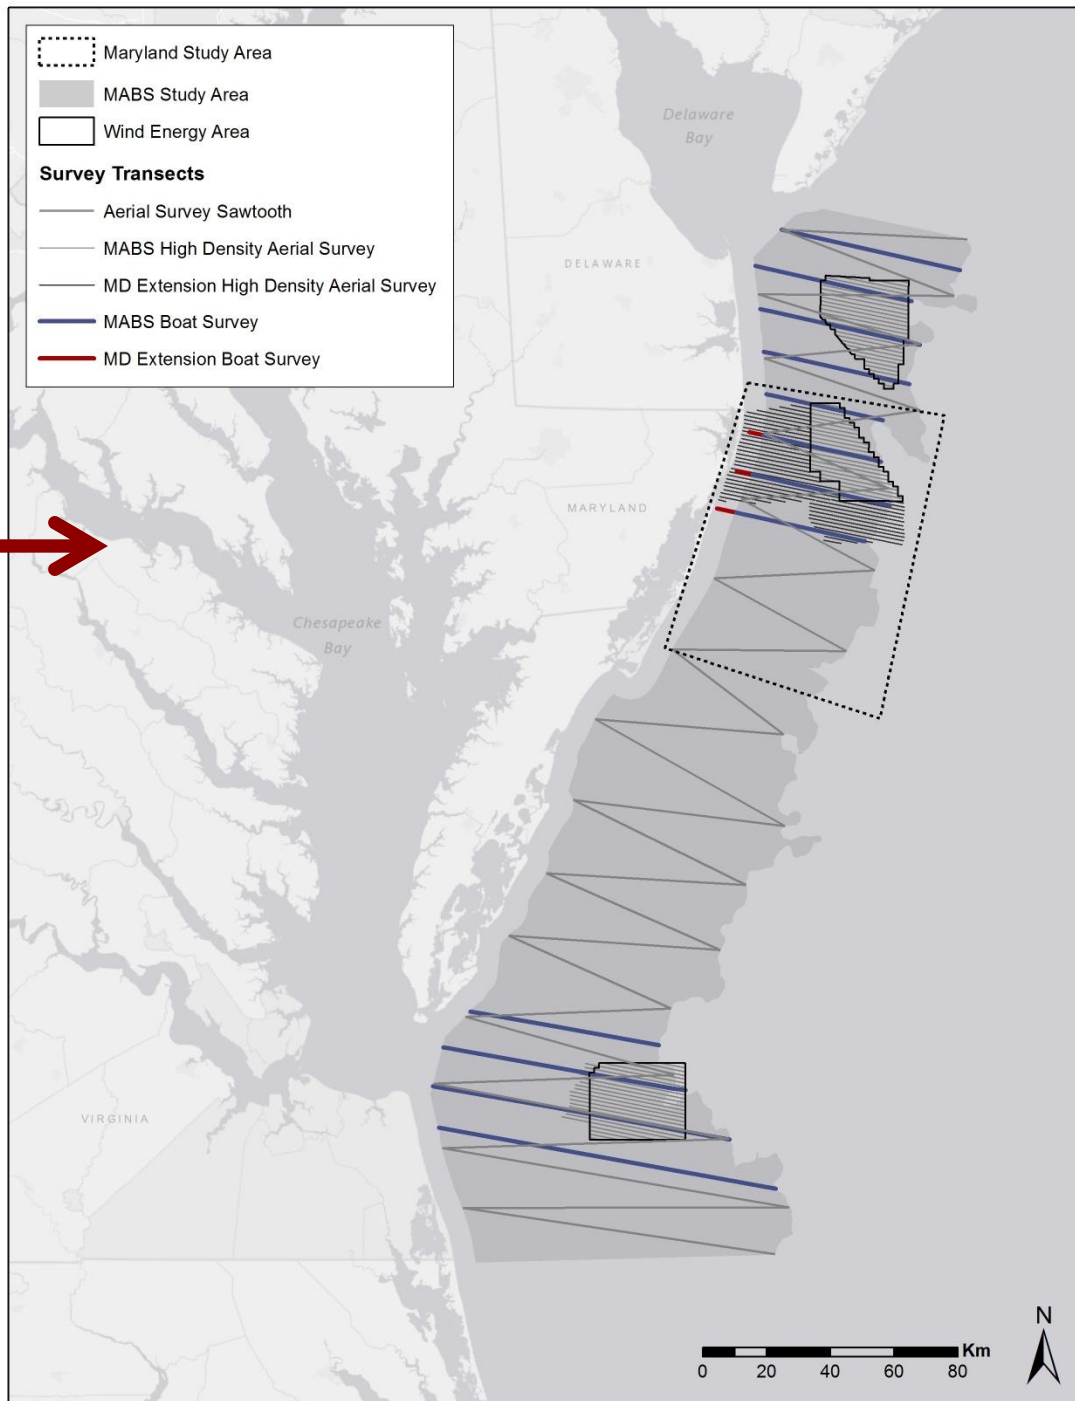 Maryland Study Area
MABS Study Area
Wind Energy Area
Survey Transects
Aerial Survey Sawtooth
MABS High Density Aerial Survey
MD Extension High Density Aerial Survey
MABS Boat Survey
MD Extension Boat Survey
Delaware
Bay
DELAWARE
MARYLAND
Chesapeake
Bay
VIRGINIA
N
Km
0 20 40 60 80